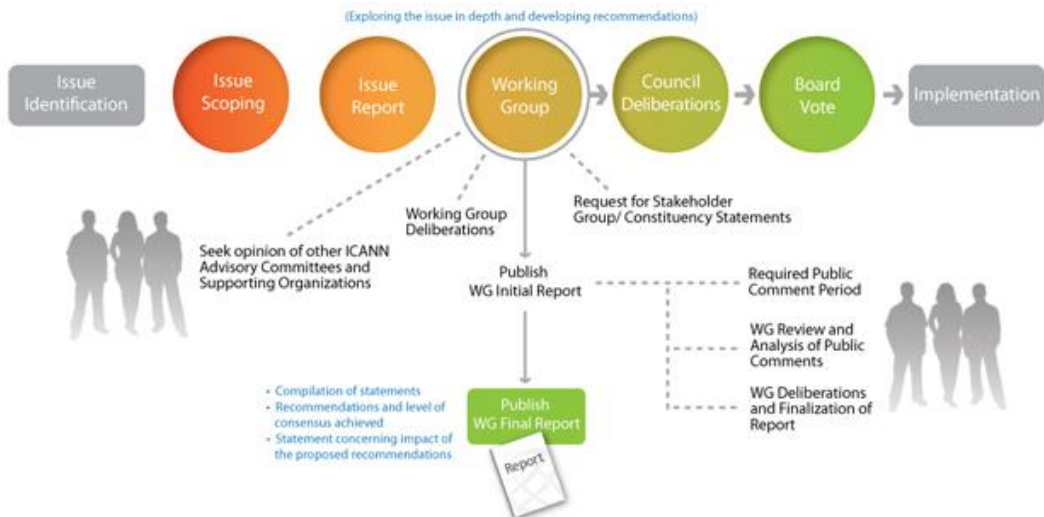 (Exploring the issue in depth and developing recommendations)
Issue
Identification
Issue
Scoping
Issue
Report
Working
Group
Council
Deliberations
Board
Vote
Implementation
Seek opinion of other ICANN
Advisory Committees and
Supporting Organizations
Working Group
Deliberations
Request for Stakeholder
Group/ Constituency Statements
Publish
WG Initial Report
Required Public
Comment Period
WG Review and
Analysis of Public
Comments
WG Deliberations
and Finalization of
Report
• Compilation of statements
• Recommendations and level of
consensus achieved
• Statement concerning impact of
the proposed recommendations
Publish
WG Final Report
Report